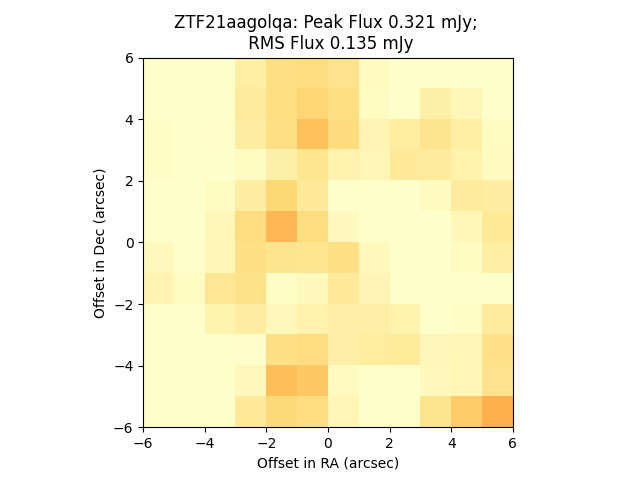 ZTF21aagolqa: Peak Flux 0.321 mJy;
RMS Flux 0.135 mJy
6
4
2
0
−2
−4
−6
Offset in Dec (arcsec)
−6 −4 −2 0 2 4 6
Offset in RA (arcsec)